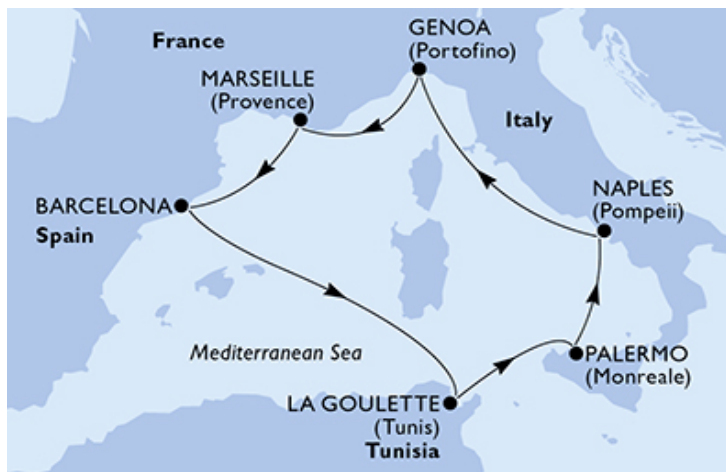 GENOA
(Portofino)
France
MARSEILLE
(Provence)
Italy
NAPLES
(Pompeii)
BARCELONA
Spain
Mediterranean Sea
PALERMO
(Monreale)
LA GOULETTE
(Tunis)
Tunisia